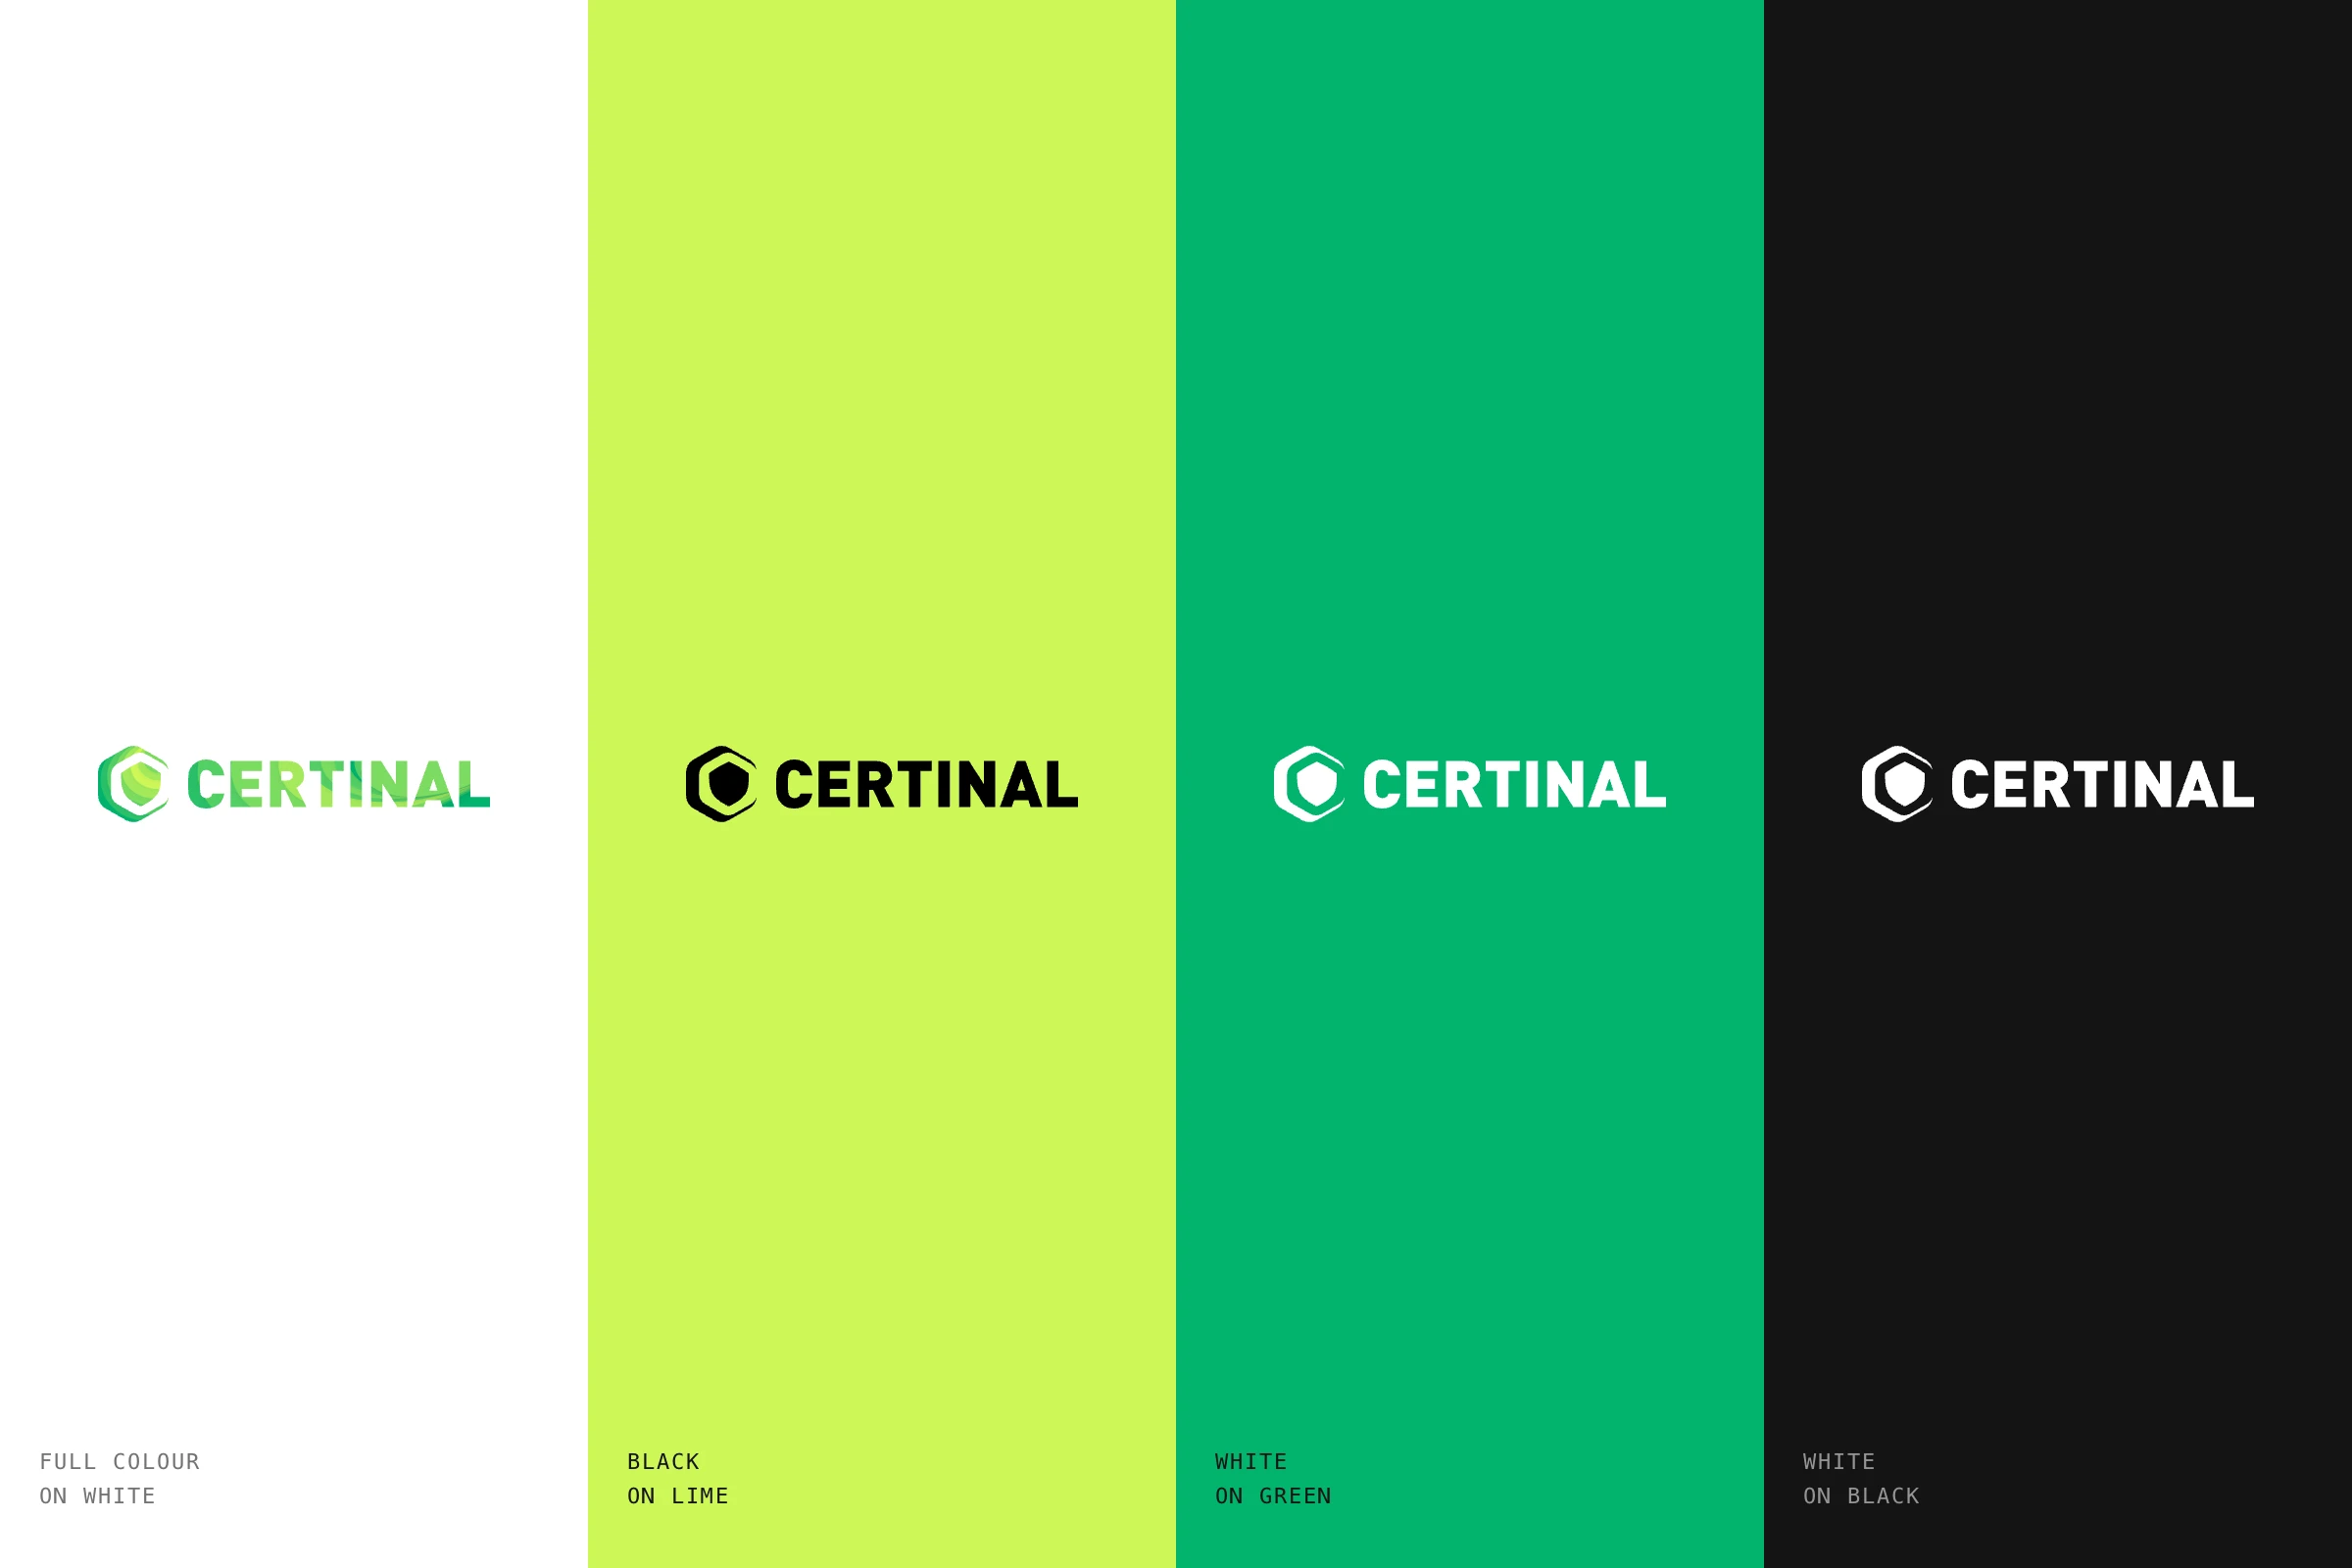 CERTINAL
FULL COLOUR
ON WHITE
CERTINAL
BLACK
ON LIME
CERTINAL
WHITE
ON GREEN
CERTINAL
WHITE
ON BLACK